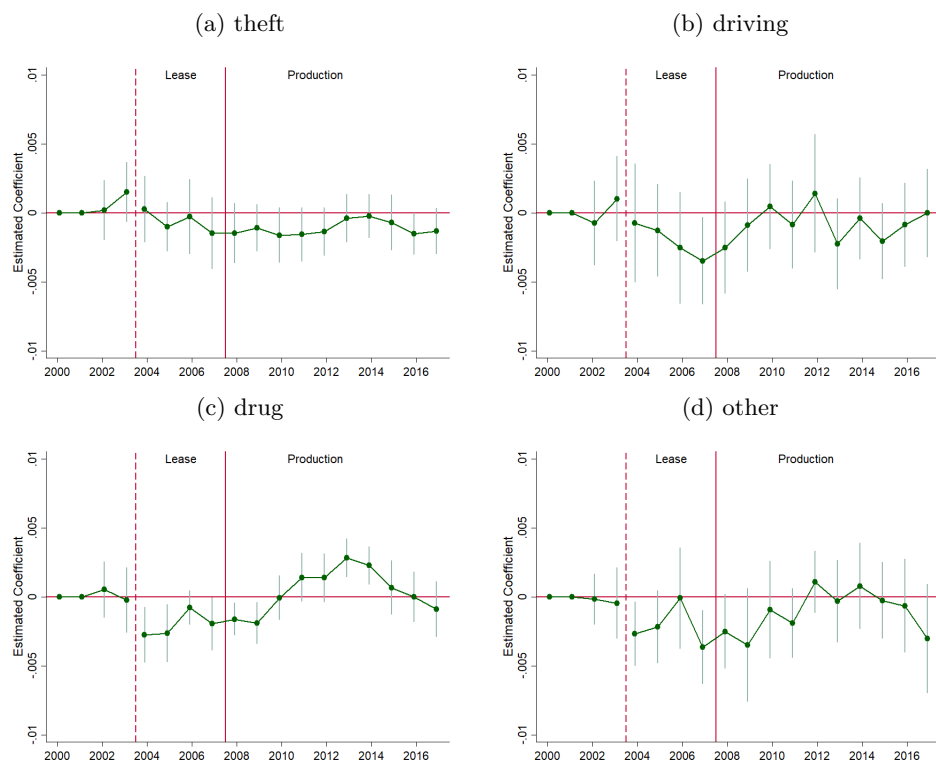 (a) theft
Lease Production
Estimated Coefficient
.01
.005
0
-.005
-.01
2000 2002 2004 2006 2008 2010 2012 2014 2016
(b) driving
Lease Production
Estimated Coefficient
.01
.005
0
-.005
-.01
2000 2002 2004 2006 2008 2010 2012 2014 2016
(c) drug
Lease Production
Estimated Coefficient
.01
.005
0
-.005
-.01
2000 2002 2004 2006 2008 2010 2012 2014 2016
(d) other
Lease Production
Estimated Coefficient
.01
.005
0
-.005
-.01
2000 2002 2004 2006 2008 2010 2012 2014 2016